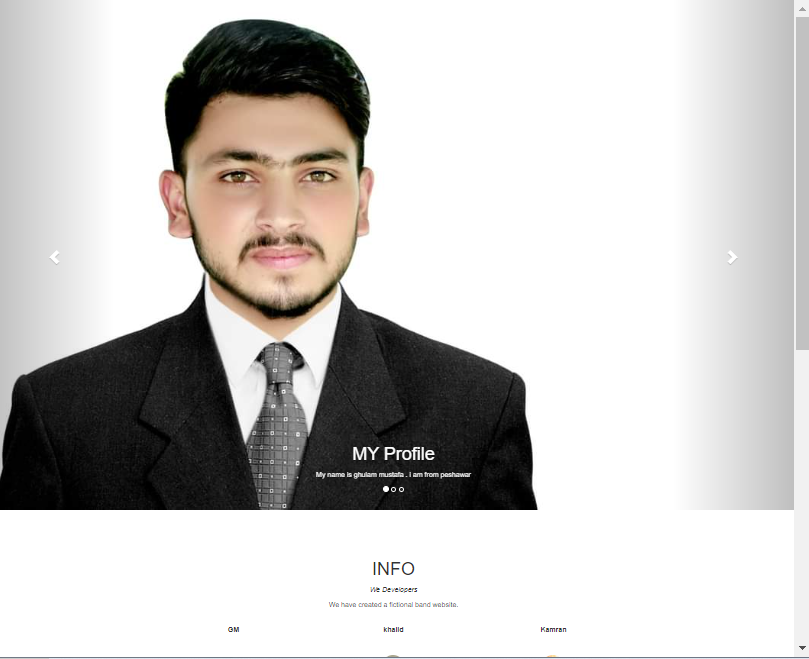 MY Profile
My name is ghulam mustafa . I am from peshawar
INFO
We Developers
We have created a fictional band website.
GM
khalid
Kamran